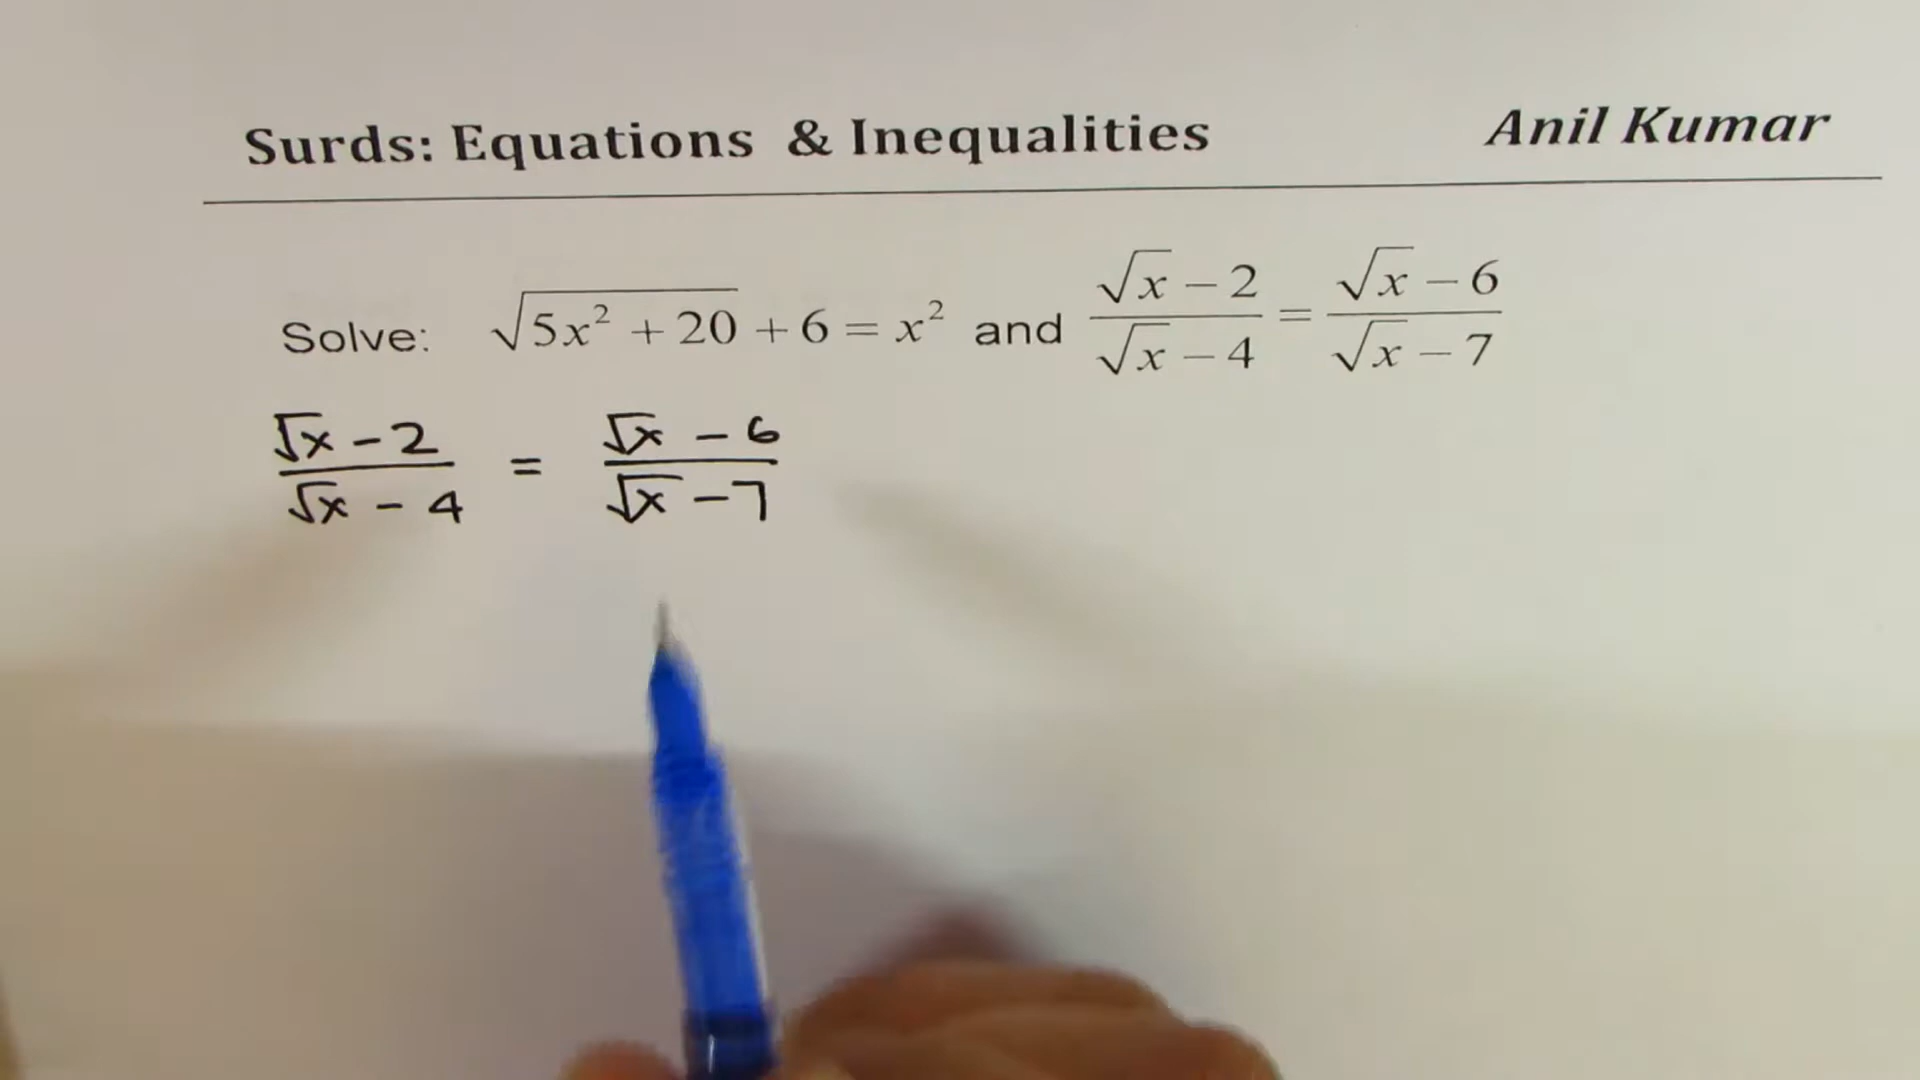 Surds: Equations & Inequalities Anil Kumar
Solve: √(5x² + 20) + 6 = x² and (√x − 2)/(√x − 4) = (√x − 6)/(√x − 7)
(√x − 2)/(√x − 4) = (√x − 6)/(√x − 7)